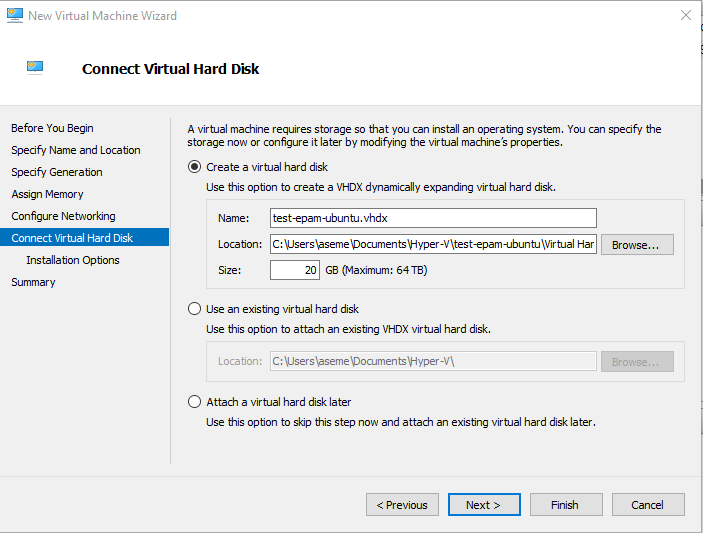 New Virtual Machine Wizard
Connect Virtual Hard Disk
Before You Begin
Specify Name and Location
Specify Generation
Assign Memory
Configure Networking
Connect Virtual Hard Disk
Installation Options
Summary
A virtual machine requires storage so that you can install an operating system. You can specify the
storage now or configure it later by modifying the virtual machine's properties.
Create a virtual hard disk
Use this option to create a VHDX dynamically expanding virtual hard disk.
Name: test-epam-ubuntu.vhdx
Location: C:\Users\aseme\Documents\Hyper-V\test-epam-ubuntu\Virtual Har Browse...
Size: 20 GB (Maximum: 64 TB)
Use an existing virtual hard disk
Use this option to attach an existing VHDX virtual hard disk.
Location: C:\Users\aseme\Documents\Hyper-V\ Browse...
Attach a virtual hard disk later
Use this option to skip this step now and attach an existing virtual hard disk later.
< Previous Next > Finish Cancel